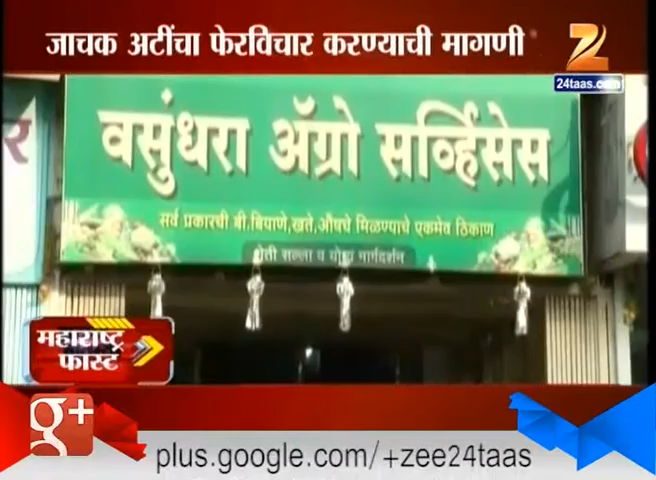 जाचक अटींचा फेरविचार करण्याची मागणी
24taas.com
वसुंधरा ॲग्रो सर्व्हिसेस
सर्व प्रकारची बी.बियाणे,खते,औषधे मिळण्याचे एकमेव ठिकाण
शेती सल्ला व योग्य मार्गदर्शन
महाराष्ट्र
फास्ट
g+
plus.google.com/+zee24taas